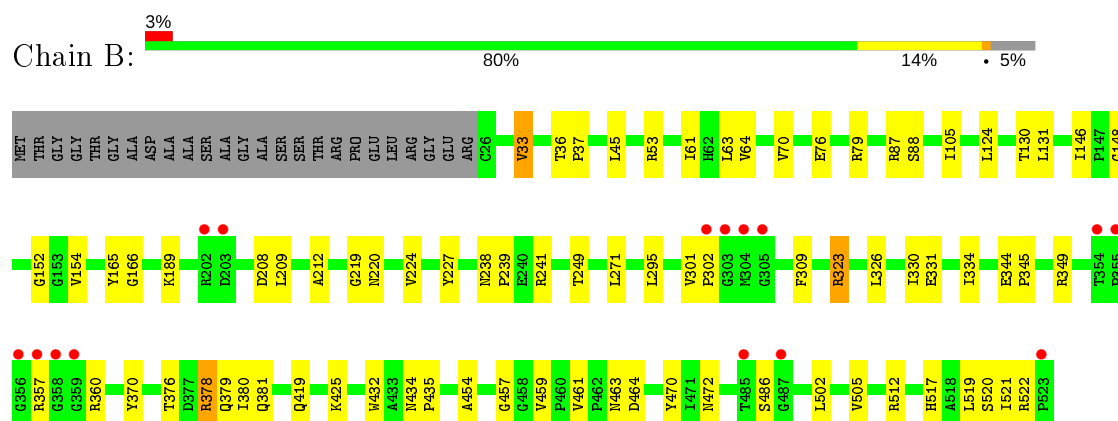 3%
Chain B:
80% 14% • 5%
MET THR GLY GLY THR GLY ALA ASP ALA ALA SER ALA GLY ALA SER SER THR ARG PRO GLU LEU ARG GLY GLU ARG C26 V33 T36 P37 L45 R53 I61 H62 L63 V64 V70 E76 R79 R87 S88 I105 L124 T130 L131 I146 P147 G148
G152 G153 V154 Y165 G166 K189 R202 D203 D208 L209 A212 G219 N220 V224 Y227 N238 P239 E240 R241 T249 L271 L295 V301 P302 G303 M304 G305 F309 R323 L326 I330 E331 I334 E344 P345 R349 T354 P355
G356 R357 G358 G359 R360 Y370 T376 D377 R378 Q379 I380 Q381 Q419 K425 W432 A433 N434 P435 A454 G457 G458 V459 P460 V461 P462 N463 D464 Y470 I471 N472 T485 S486 G487 L502 V505 R512 H517 A518 L519 S520 I521 R522 P523